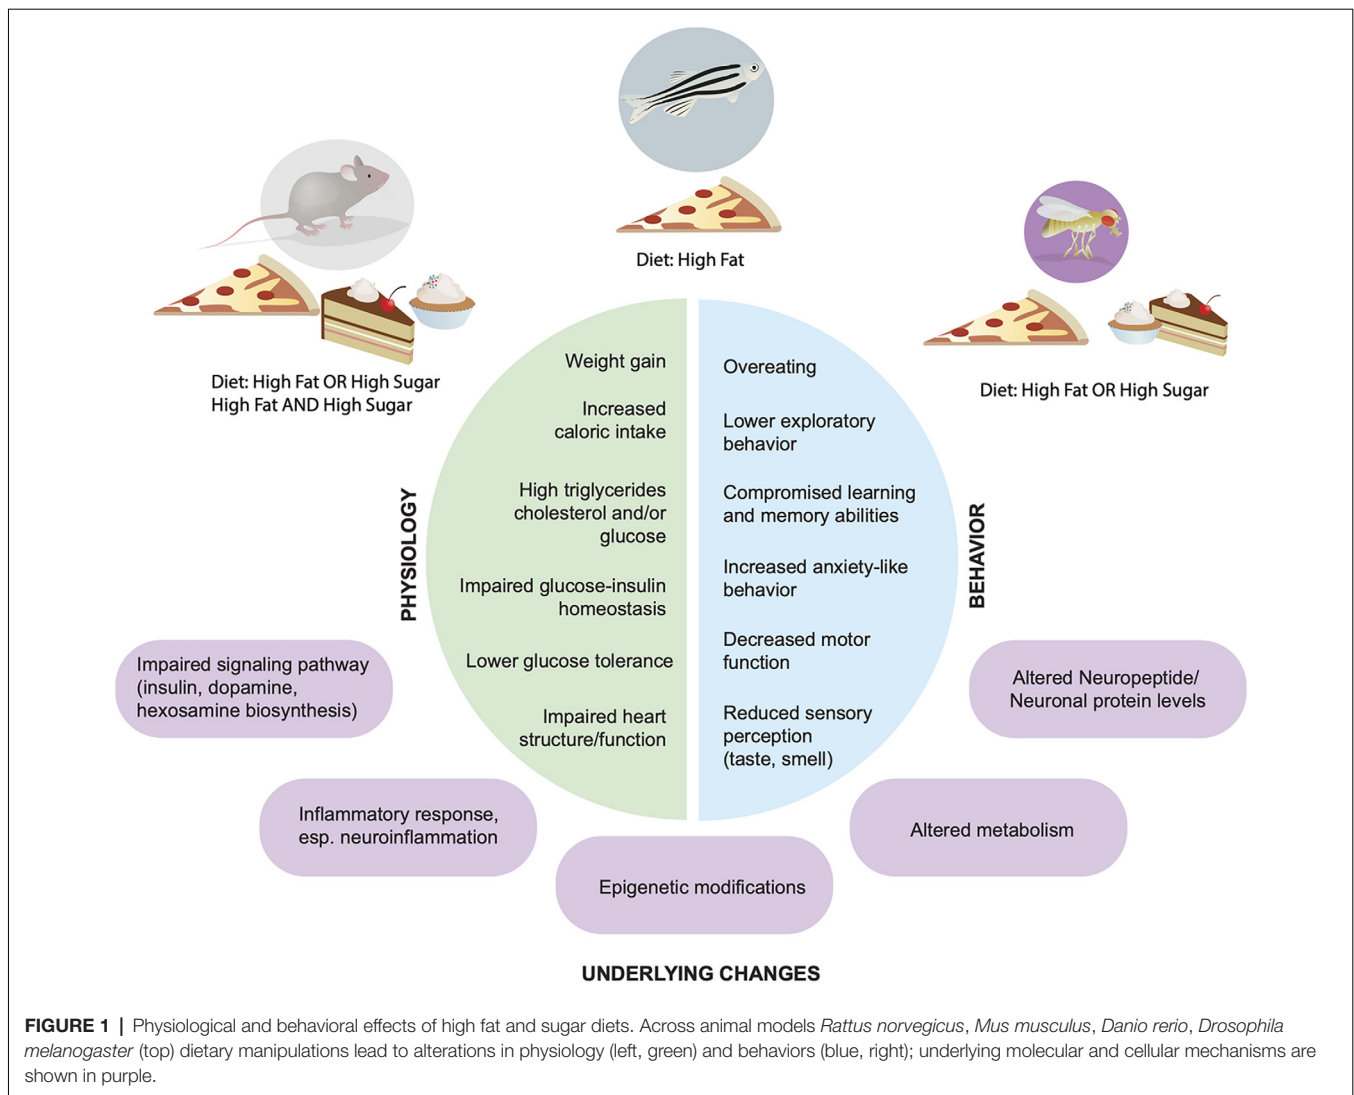 Diet: High Fat
Diet: High Fat OR High Sugar
High Fat AND High Sugar
Diet: High Fat OR High Sugar
PHYSIOLOGY
Weight gain
Increased
caloric intake
High triglycerides
cholesterol and/or
glucose
Impaired glucose-insulin
homeostasis
Lower glucose tolerance
Impaired heart
structure/function
BEHAVIOR
Overeating
Lower exploratory
behavior
Compromised learning
and memory abilities
Increased anxiety-like
behavior
Decreased motor
function
Reduced sensory
perception
(taste, smell)
Impaired signaling pathway
(insulin, dopamine,
hexosamine biosynthesis)
Inflammatory response,
esp. neuroinflammation
Epigenetic modifications
Altered metabolism
Altered Neuropeptide/
Neuronal protein levels
UNDERLYING CHANGES
FIGURE 1 | Physiological and behavioral effects of high fat and sugar diets. Across animal models Rattus norvegicus, Mus musculus, Danio rerio, Drosophila
melanogaster (top) dietary manipulations lead to alterations in physiology (left, green) and behaviors (blue, right); underlying molecular and cellular mechanisms are
shown in purple.